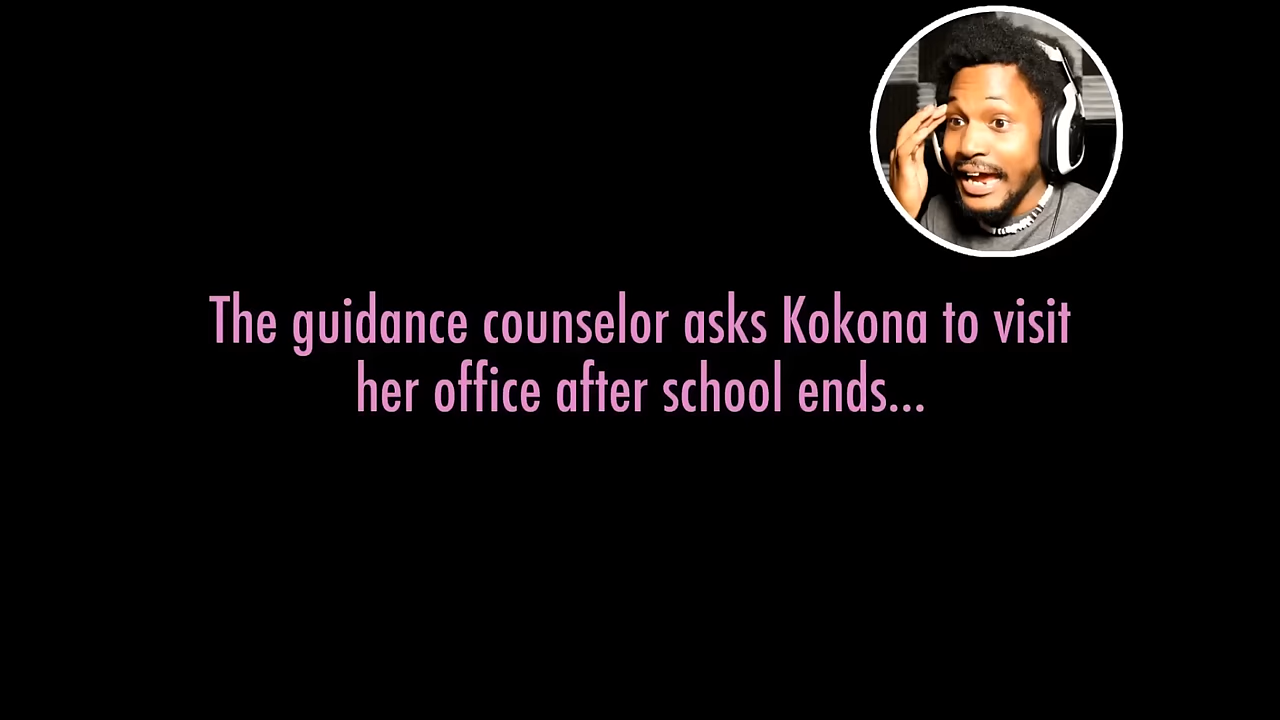 The guidance counselor asks Kokona to visit
her office after school ends...